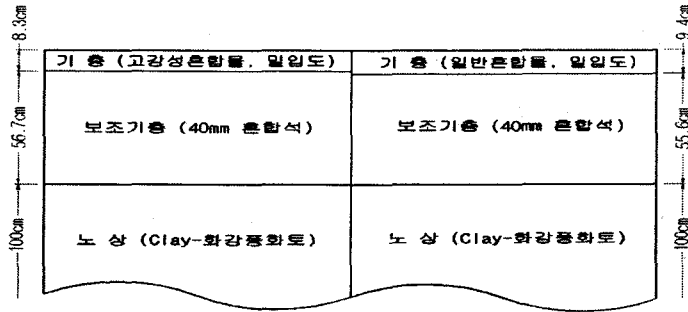 8.3cm
기 층 (고강성혼합물, 밀입도)
기 층 (일반혼합물, 밀입도)
9.4cm
56.7cm
보조기층 (40mm 혼합석)
보조기층 (40mm 혼합석)
55.6cm
100cm
노 상 (Clay-화강풍화토)
노 상 (Clay-화강풍화토)
100cm